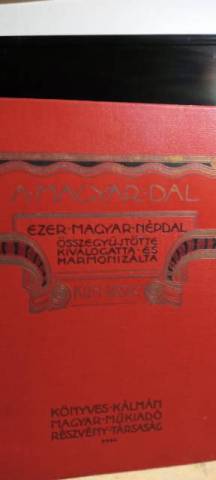 A·MAGYAR·DAL
EZER·MAGYAR·NÉPDAL
ÖSSZEGYŰJTÖTTE
KIVÁLOGATTA·ÉS
HARMONIZÁLTA
KÖNYVES·KÁLMÁN
MAGYAR·MŰKIADÓ
RÉSZVÉNY·TÁRSASÁG